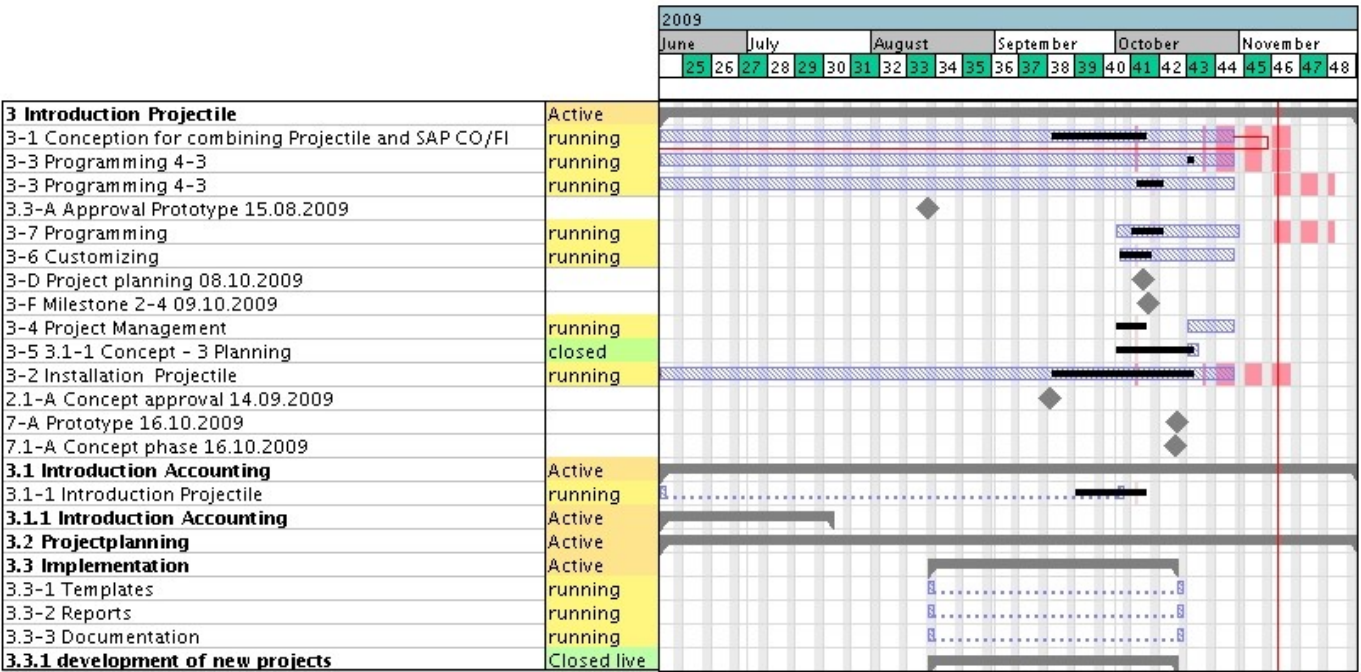 2009
June July August September October November
25 26 27 28 29 30 31 32 33 34 35 36 37 38 39 40 41 42 43 44 45 46 47 48
3 Introduction Projectile Active
3-1 Conception for combining Projectile and SAP CO/FI running
3-3 Programming 4-3 running
3-3 Programming 4-3 running
3.3-A Approval Prototype 15.08.2009
3-7 Programming running
3-6 Customizing running
3-D Project planning 08.10.2009
3-F Milestone 2-4 09.10.2009
3-4 Project Management running
3-5 3.1-1 Concept - 3 Planning closed
3-2 Installation Projectile running
2.1-A Concept approval 14.09.2009
7-A Prototype 16.10.2009
7.1-A Concept phase 16.10.2009
3.1 Introduction Accounting Active
3.1-1 Introduction Projectile running
3.1.1 Introduction Accounting Active
3.2 Projectplanning Active
3.3 Implementation Active
3.3-1 Templates running
3.3-2 Reports running
3.3-3 Documentation running
3.3.1 development of new projects Closed live